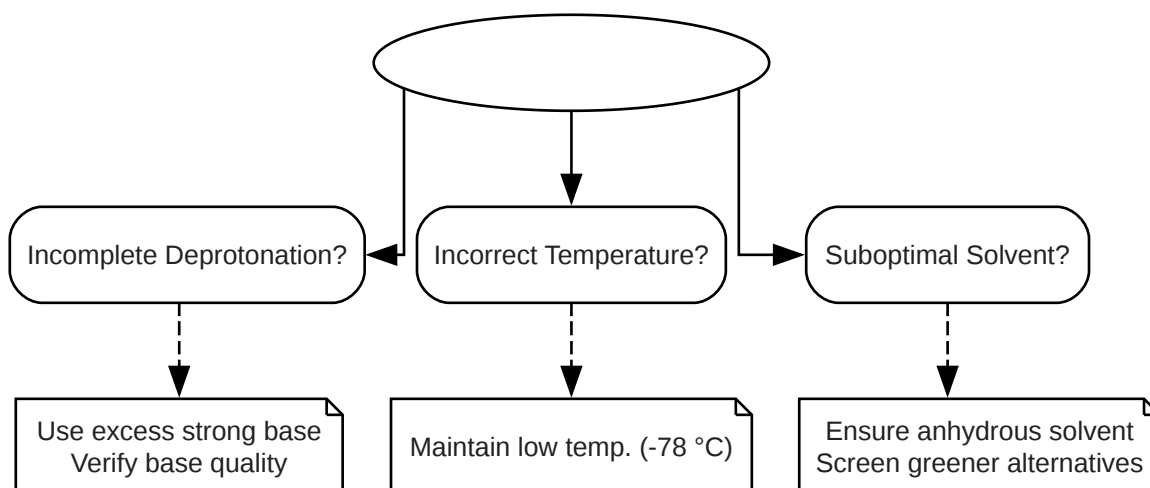 Incomplete Deprotonation?
Incorrect Temperature?
Suboptimal Solvent?
Use excess strong base
Verify base quality
Maintain low temp. (-78 °C)
Ensure anhydrous solvent
Screen greener alternatives